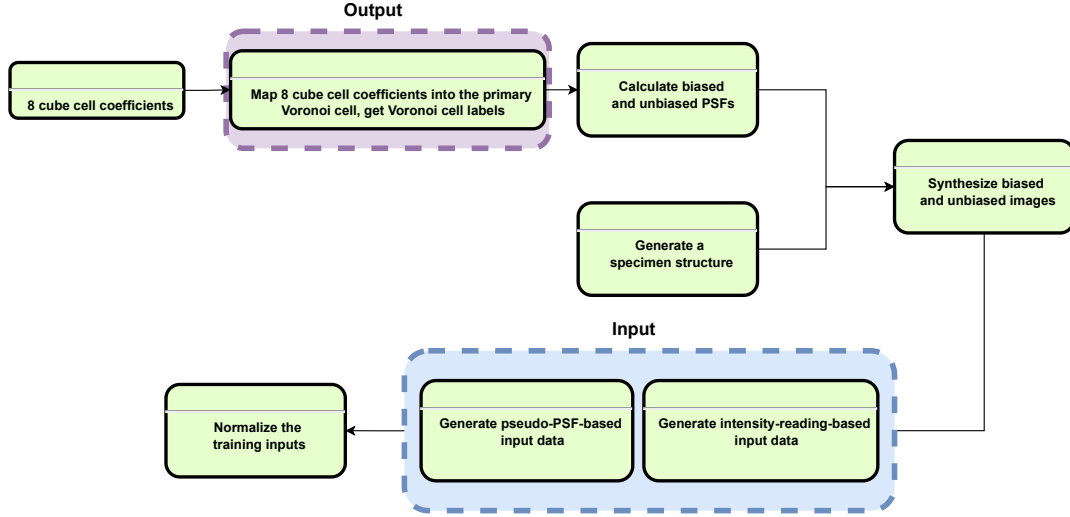 Output
8 cube cell coefficients
Map 8 cube cell coefficients into the primary
Voronoi cell, get Voronoi cell labels
Calculate biased
and unbiased PSFs
Synthesize biased
and unbiased images
Generate a
specimen structure
Input
Normalize the
training inputs
Generate pseudo-PSF-based
input data
Generate intensity-reading-based
input data